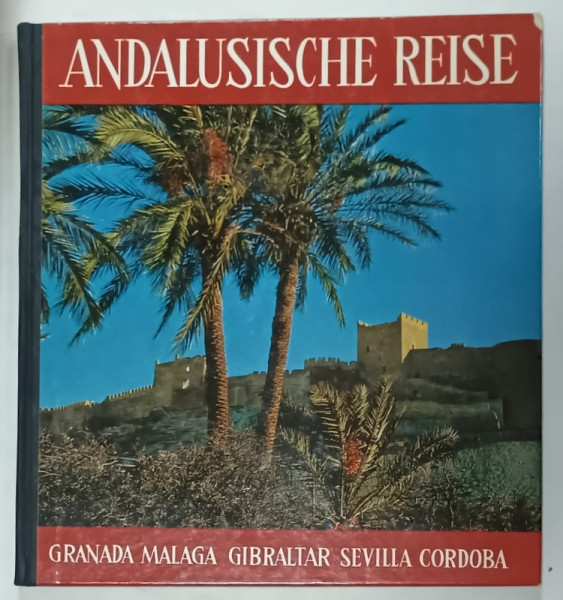 ANDALUSISCHE REISE
GRANADA MALAGA GIBRALTAR SEVILLA CORDOBA